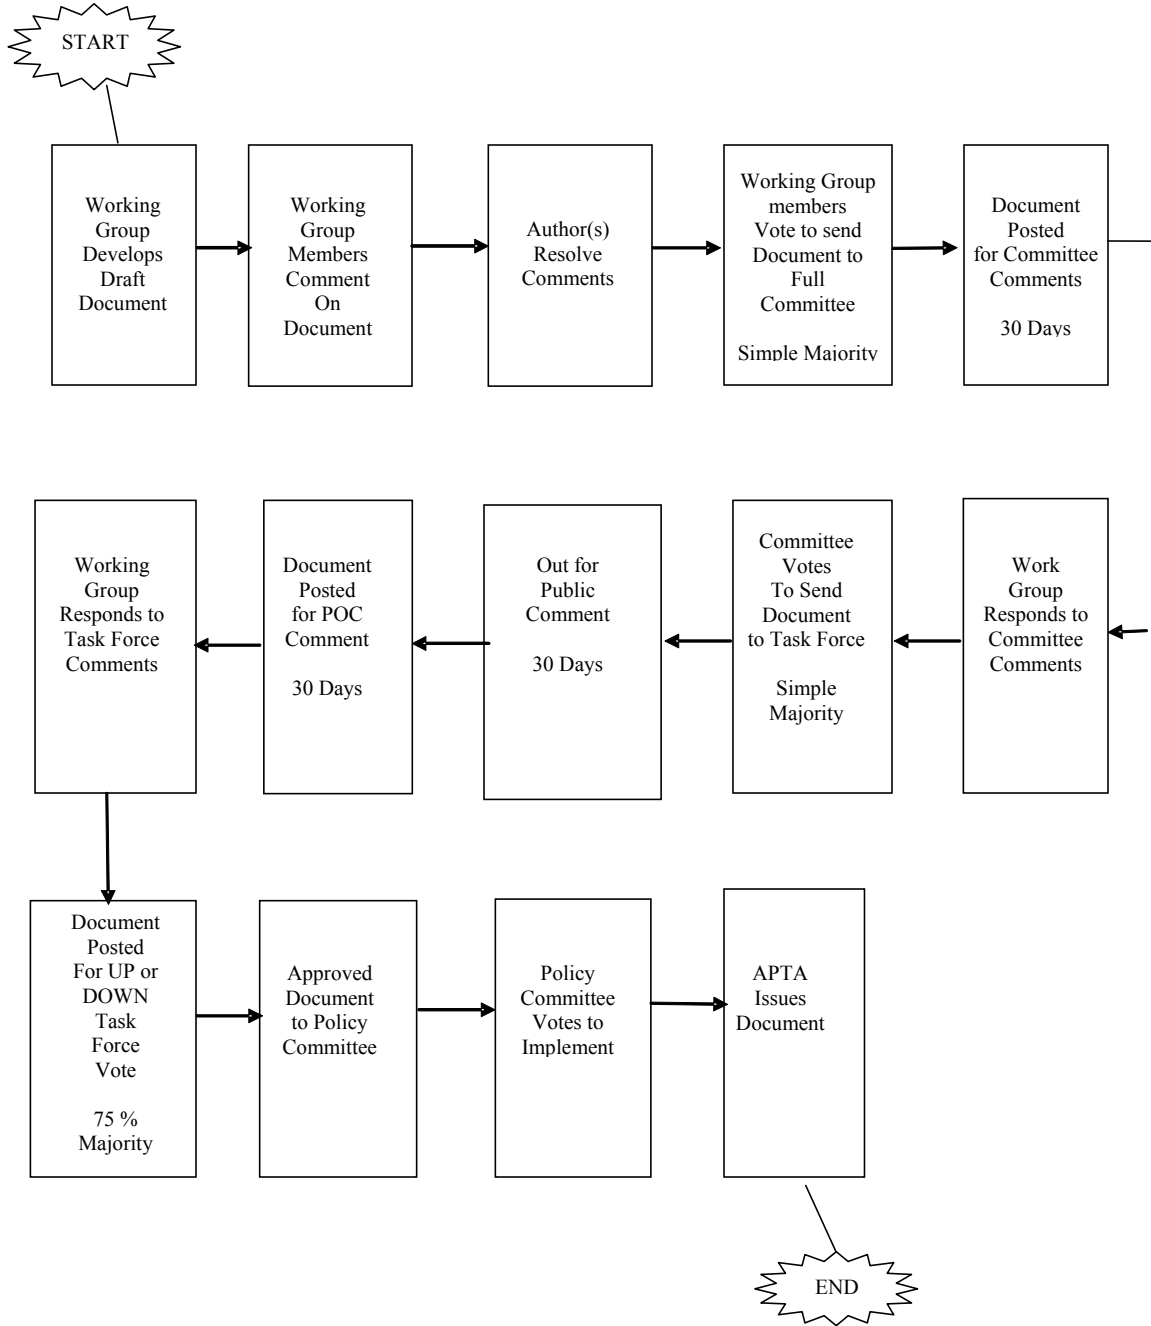 START
Working
Group
Develops
Draft
Document
Working
Group
Members
Comment
On
Document
Author(s)
Resolve
Comments
Working Group
members
Vote to send
Document to
Full
Committee
Simple Majority
Document
Posted
for Committee
Comments
30 Days
Work
Group
Responds to
Committee
Comments
Committee
Votes
To Send
Document
to Task Force
Simple
Majority
Out for
Public
Comment
30 Days
Document
Posted
for POC
Comment
30 Days
Working
Group
Responds to
Task Force
Comments
Document
Posted
For UP or
DOWN
Task
Force
Vote
75 %
Majority
Approved
Document
to Policy
Committee
Policy
Committee
Votes to
Implement
APTA
Issues
Document
END